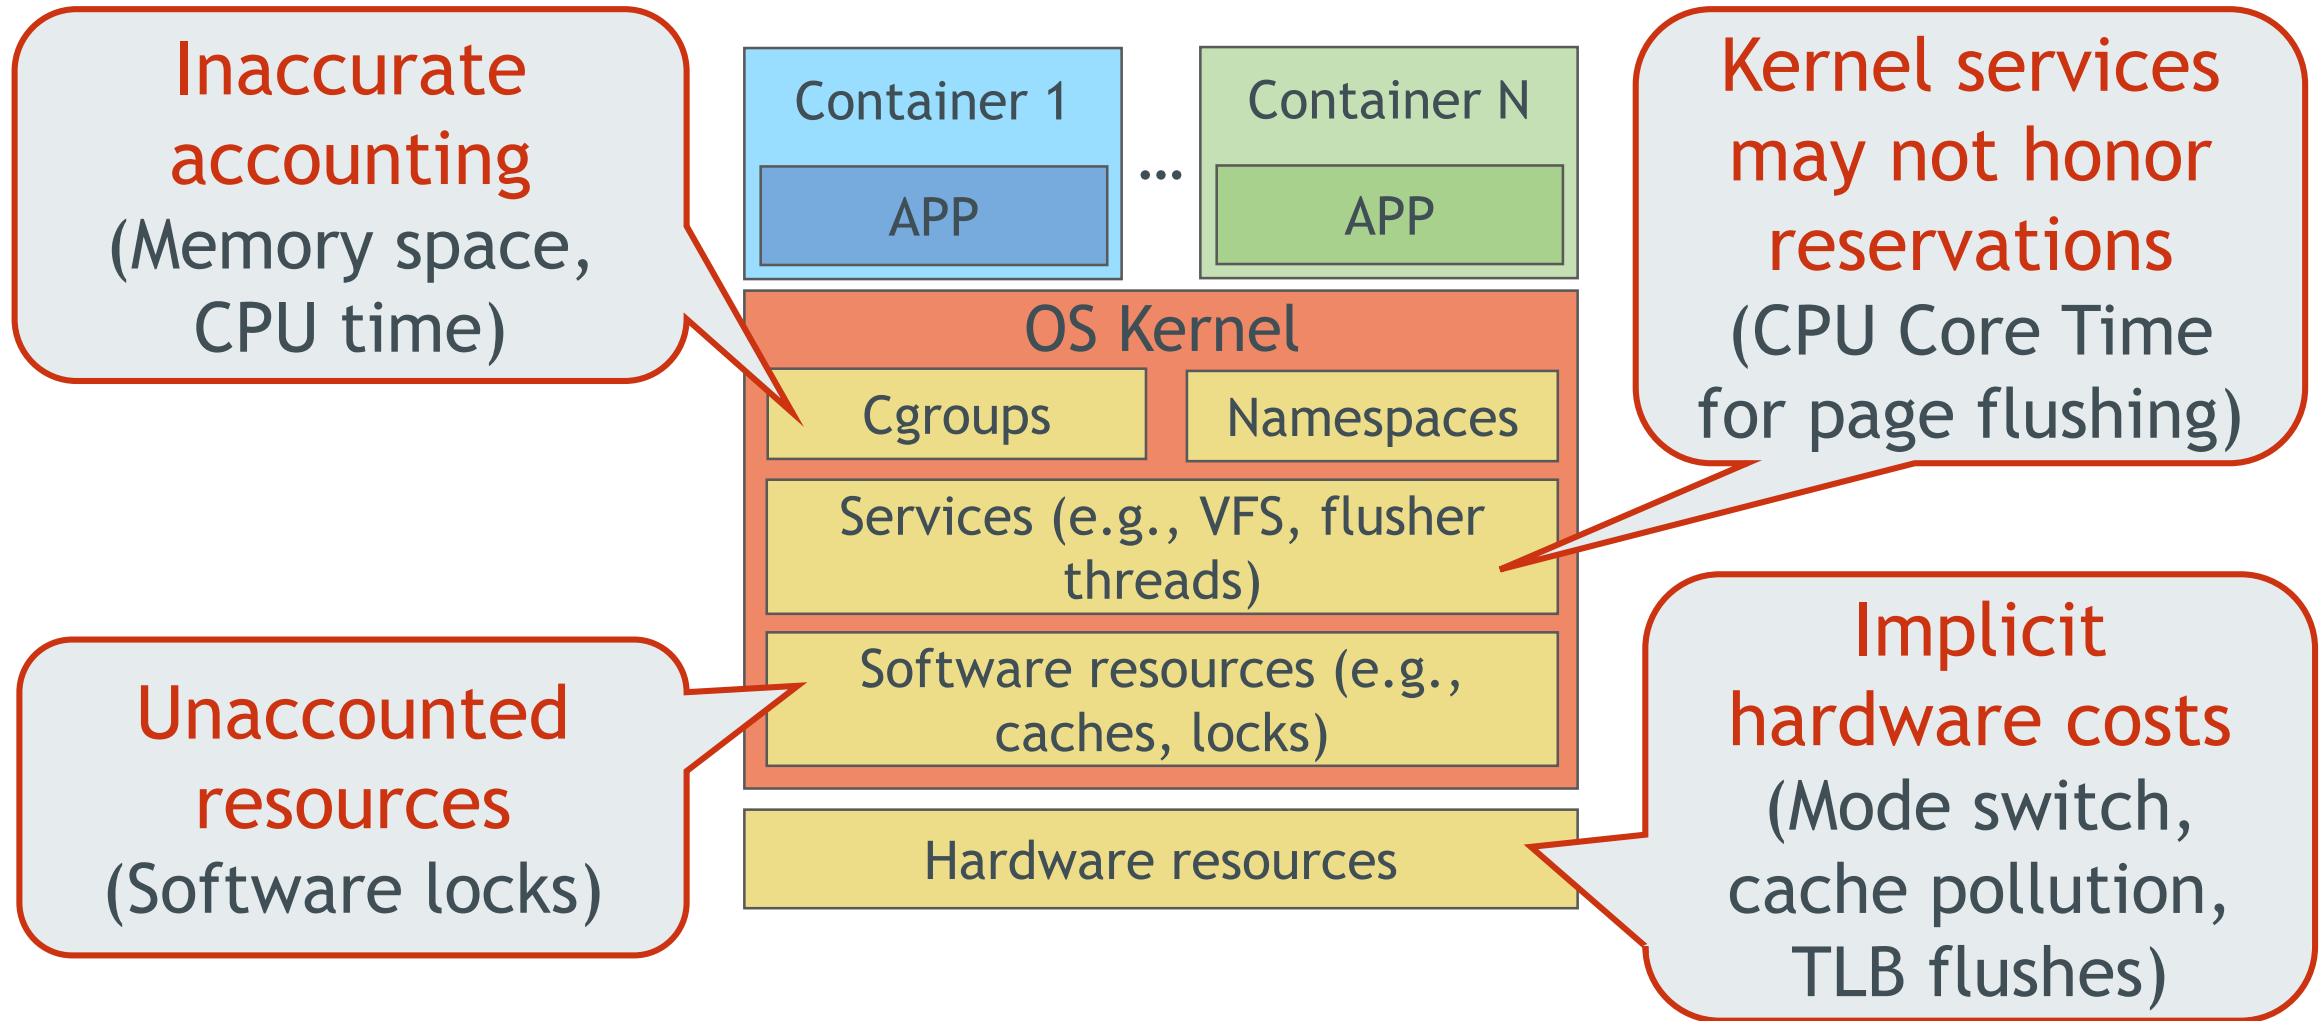 Inaccurate
accounting
(Memory space,
CPU time)
Container 1
APP
...
Container N
APP
Kernel services
may not honor
reservations
(CPU Core Time
for page flushing)
OS Kernel
Cgroups
Namespaces
Services (e.g., VFS, flusher
threads)
Software resources (e.g.,
caches, locks)
Hardware resources
Unaccounted
resources
(Software locks)
Implicit
hardware costs
(Mode switch,
cache pollution,
TLB flushes)